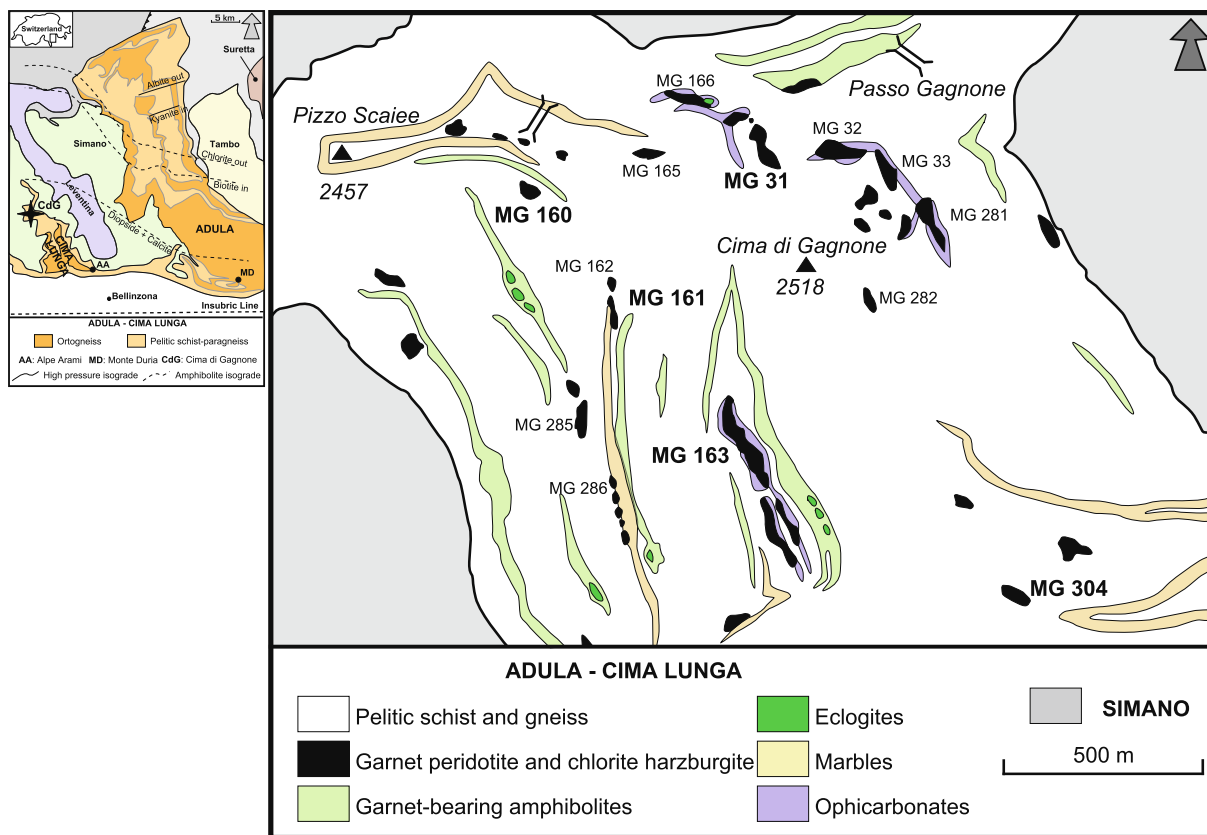 Switzerland
5 km
Suretta
Albite out
Kyanite in
Simano
Tambo
Chlorite out
Biotite in
Leventina
CdG
Diopside + Calcite
ADULA
CIMA
LUNGA
AA
MD
Bellinzona
Insubric Line
ADULA - CIMA LUNGA
Ortogneiss
Pelitic schist-paragneiss
AA: Alpe Arami MD: Monte Duria CdG: Cima di Gagnone
High pressure isograde
Amphibolite isograde
MG 166
Passo Gagnone
Pizzo Scaiee
MG 32
MG 33
2457
MG 165
MG 31
MG 160
MG 281
Cima di Gagnone
2518
MG 162
MG 161
MG 282
MG 285
MG 163
MG 286
MG 304
ADULA - CIMA LUNGA
Pelitic schist and gneiss
Garnet peridotite and chlorite harzburgite
Garnet-bearing amphibolites
Eclogites
Marbles
Ophicarbonates
SIMANO
500 m